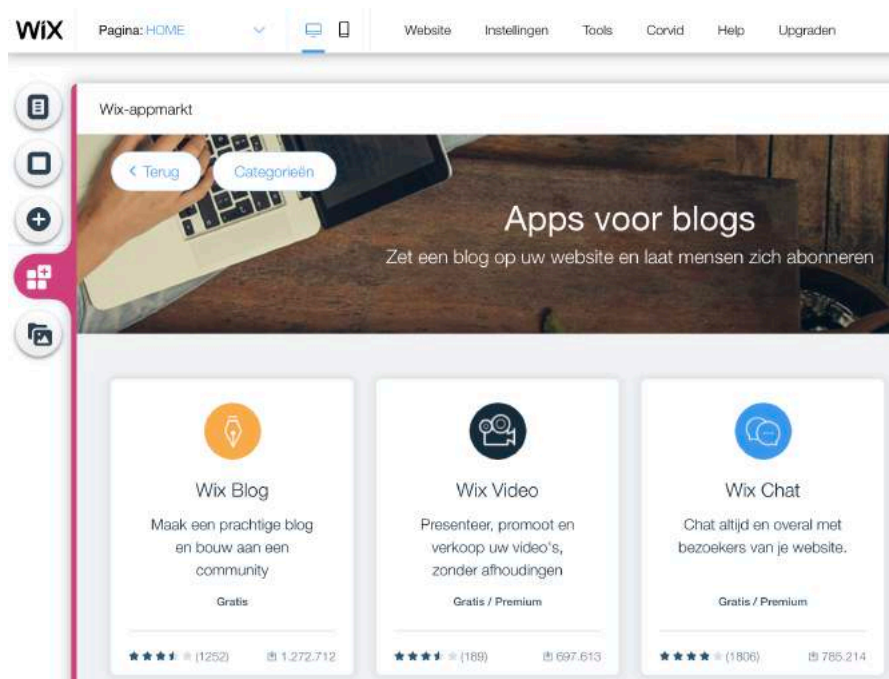 WiX
Pagina: HOME
Website Instellingen Tools Corvid Help Upgraden
Wix-appmarkt
< Terug
Categorieën
Apps voor blogs
Zet een blog op uw website en laat mensen zich abonneren
Wix Blog
Maak een prachtige blog
en bouw aan een
community
Gratis
(1252) 1.272.712
Wix Video
Presenteer, promoot en
verkoop uw video's,
zonder afhoudingen
Gratis / Premium
(189) 697.613
Wix Chat
Chat altijd en overal met
bezoekers van je website.
Gratis / Premium
(1806) 785.214